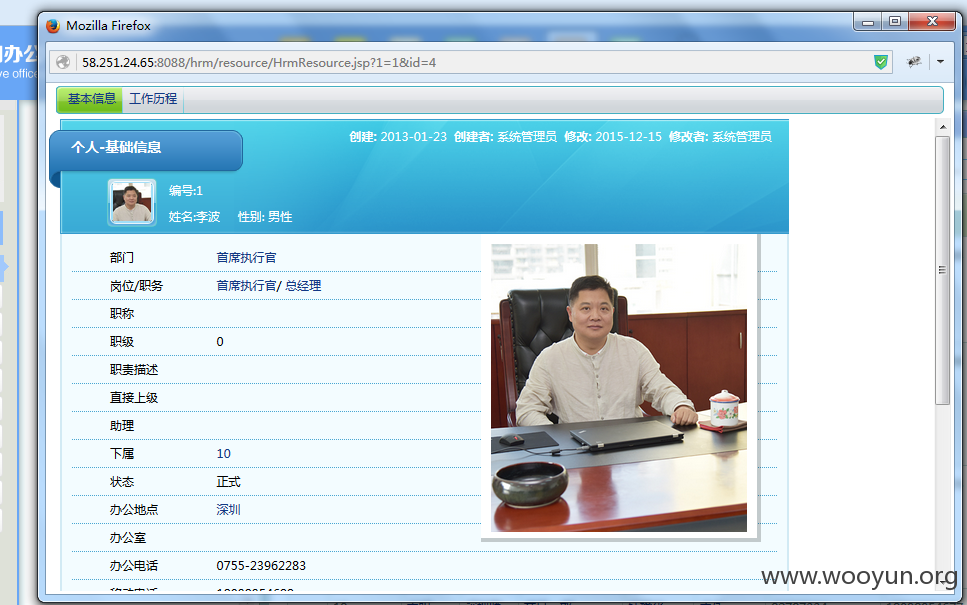 Mozilla Firefox
58.251.24.65:8088/hrm/resource/HrmResource.jsp?1=1&id=4
基本信息 工作历程
创建: 2013-01-23 创建者: 系统管理员 修改: 2015-12-15 修改者: 系统管理员
个人-基础信息
编号:1
姓名:李波 性别: 男性
部门 首席执行官
岗位/职务 首席执行官/ 总经理
职称
职级 0
职责描述
直接上级
助理
下属 10
状态 正式
办公地点 深圳
办公室
办公电话 0755-23962283
www.wooyun.org